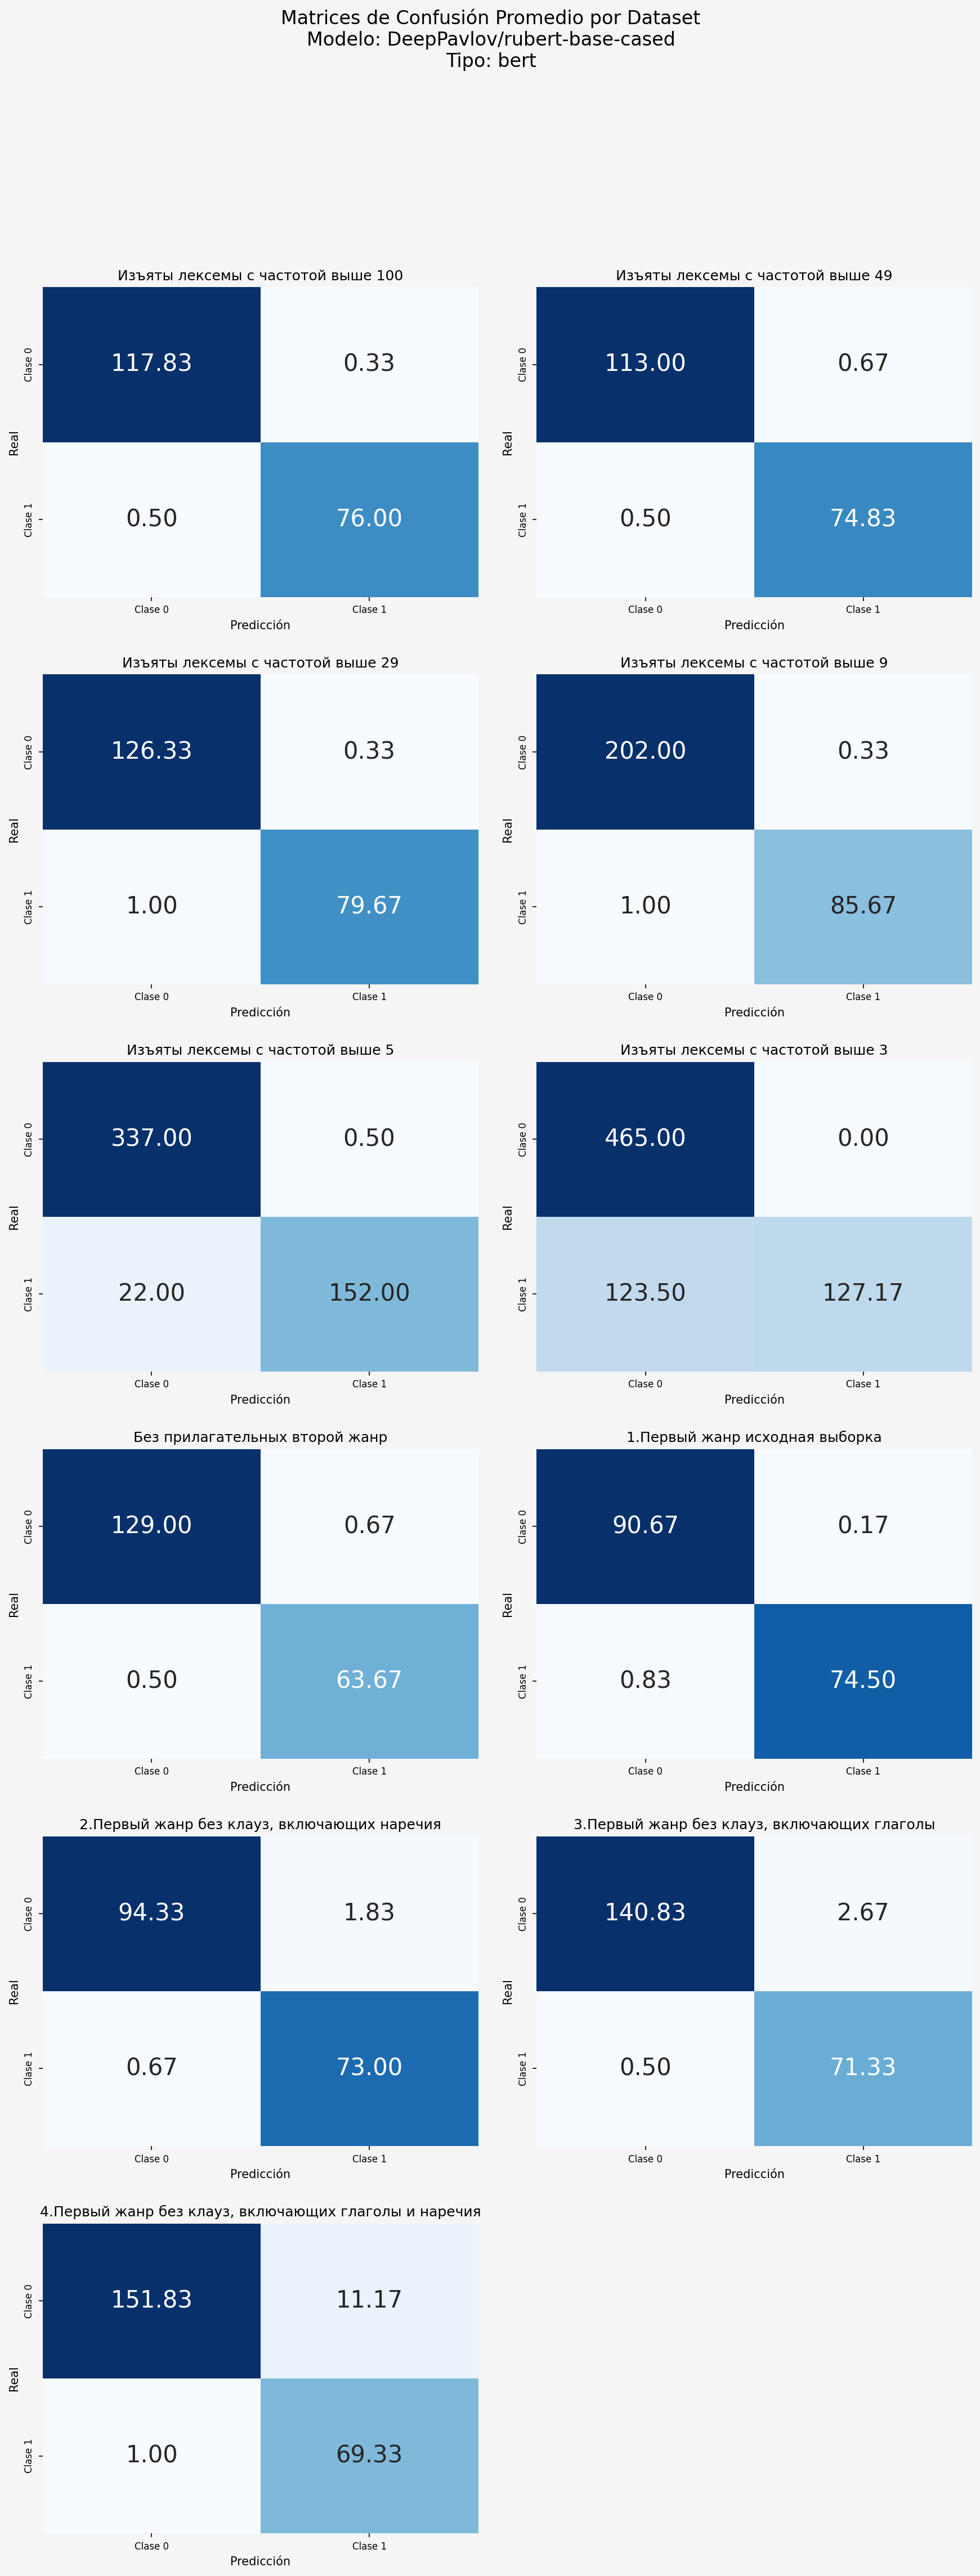 Matrices de Confusión Promedio por Dataset
Modelo: DeepPavlov/rubert-base-cased
Tipo: bert
Изъяты лексемы с частотой выше 100
Clase 0
117.83
0.33
Real
Clase 1
0.50
76.00
Clase 0
Clase 1
Predicción
Изъяты лексемы с частотой выше 49
Clase 0
113.00
0.67
Real
Clase 1
0.50
74.83
Clase 0
Clase 1
Predicción
Изъяты лексемы с частотой выше 29
Clase 0
126.33
0.33
Real
Clase 1
1.00
79.67
Clase 0
Clase 1
Predicción
Изъяты лексемы с частотой выше 9
Clase 0
202.00
0.33
Real
Clase 1
1.00
85.67
Clase 0
Clase 1
Predicción
Изъяты лексемы с частотой выше 5
Clase 0
337.00
0.50
Real
Clase 1
22.00
152.00
Clase 0
Clase 1
Predicción
Изъяты лексемы с частотой выше 3
Clase 0
465.00
0.00
Real
Clase 1
123.50
127.17
Clase 0
Clase 1
Predicción
Без прилагательных второй жанр
Clase 0
129.00
0.67
Real
Clase 1
0.50
63.67
Clase 0
Clase 1
Predicción
1.Первый жанр исходная выборка
Clase 0
90.67
0.17
Real
Clase 1
0.83
74.50
Clase 0
Clase 1
Predicción
2.Первый жанр без клауз, включающих наречия
Clase 0
94.33
1.83
Real
Clase 1
0.67
73.00
Clase 0
Clase 1
Predicción
3.Первый жанр без клауз, включающих глаголы
Clase 0
140.83
2.67
Real
Clase 1
0.50
71.33
Clase 0
Clase 1
Predicción
4.Первый жанр без клауз, включающих глаголы и наречия
Clase 0
151.83
11.17
Real
Clase 1
1.00
69.33
Clase 0
Clase 1
Predicción